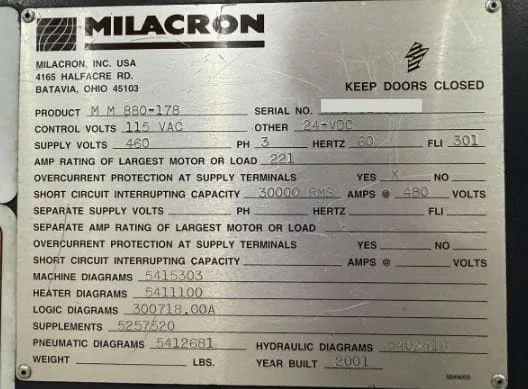 MILACRON
MILACRON, INC. USA
4165 HALFACRE RD.
BATAVIA, OHIO 45103
KEEP DOORS CLOSED
PRODUCT M M 880-178 SERIAL NO.
CONTROL VOLTS 115 VAC OTHER 24-VDC
SUPPLY VOLTS 460 PH 3 HERTZ 60 FLI 301
AMP RATING OF LARGEST MOTOR OR LOAD 221
OVERCURRENT PROTECTION AT SUPPLY TERMINALS YES X NO
SHORT CIRCUIT INTERRUPTING CAPACITY 30000 RMS AMPS @ 480 VOLTS
SEPARATE SUPPLY VOLTS PH HERTZ FLI
SEPARATE AMP RATING OF LARGEST MOTOR OR LOAD
OVERCURRENT PROTECTION AT SUPPLY TERMINALS YES NO
SHORT CIRCUIT INTERRUPTING CAPACITY AMPS @ VOLTS
MACHINE DIAGRAMS 5415303
HEATER DIAGRAMS 5411100
LOGIC DIAGRAMS 300718.00A
SUPPLEMENTS 5257520
PNEUMATIC DIAGRAMS 5412681 HYDRAULIC DIAGRAMS
WEIGHT LBS. YEAR BUILT 2001